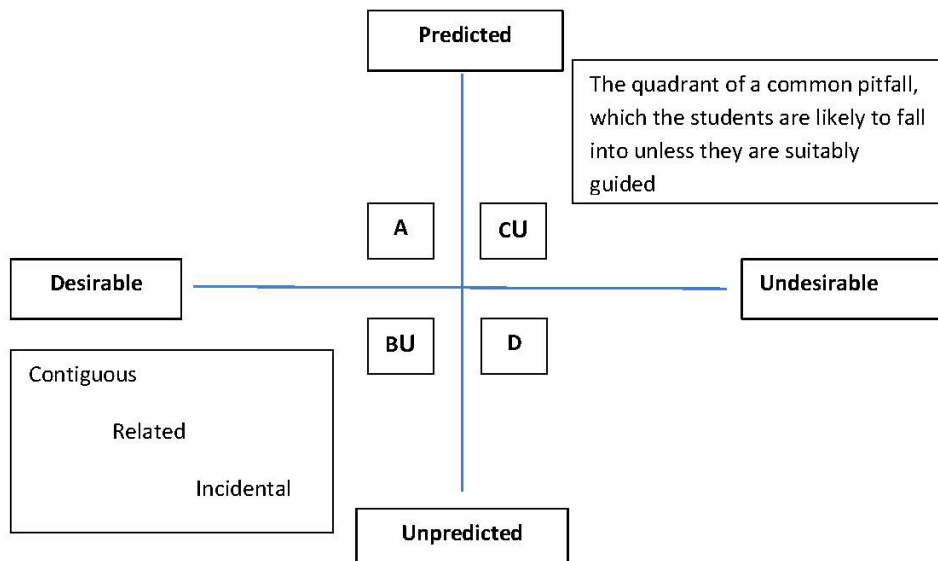 Predicted
The quadrant of a common pitfall,
which the students are likely to fall
into unless they are suitably
guided
A
CU
Desirable
Undesirable
BU
D
Contiguous
Related
Incidental
Unpredicted